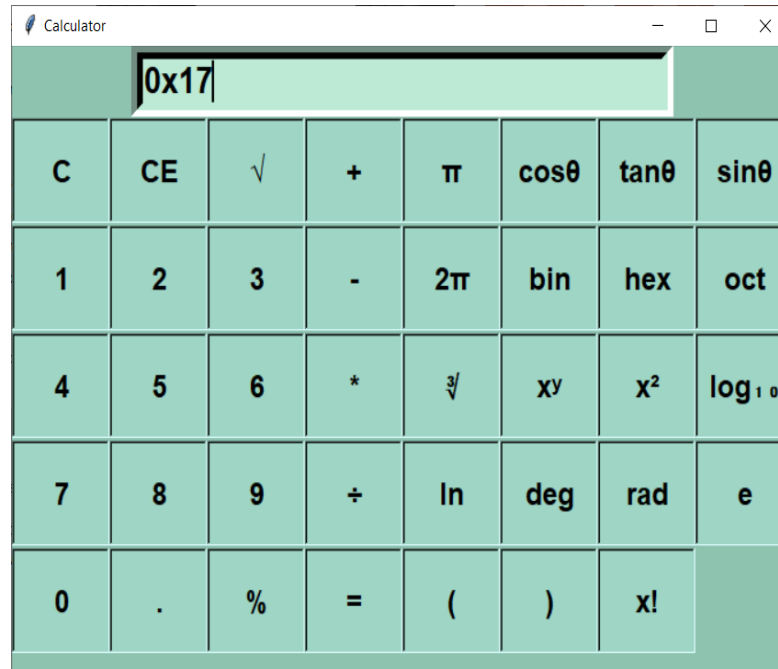 Calculator
0x17
C CE √ + π cosθ tanθ sinθ
1 2 3 - 2π bin hex oct
4 5 6 * ∛ xʸ x² log₁₀
7 8 9 ÷ ln deg rad e
0 . % = ( ) x!